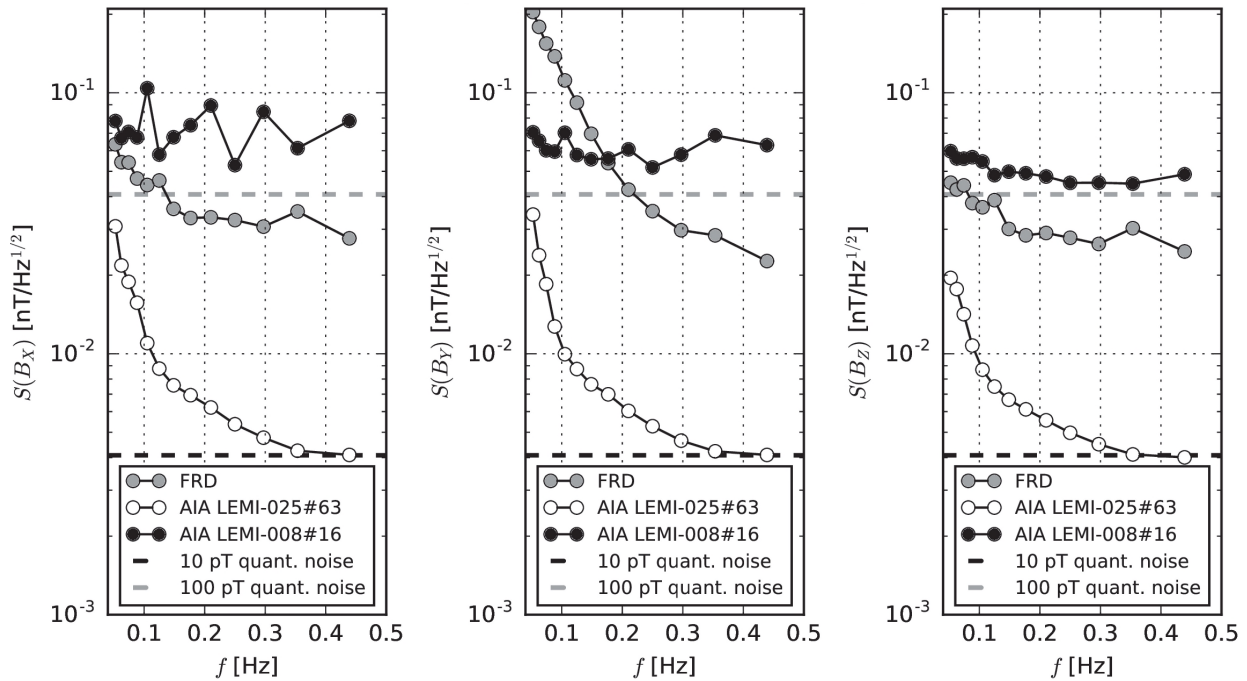 10⁻¹
10⁻²
10⁻³
S(B_X) [nT/Hz^{1/2}]
FRD
AIA LEMI-025#63
AIA LEMI-008#16
10 pT quant. noise
100 pT quant. noise
0.1 0.2 0.3 0.4 0.5
f [Hz]
10⁻¹
10⁻²
10⁻³
S(B_Y) [nT/Hz^{1/2}]
FRD
AIA LEMI-025#63
AIA LEMI-008#16
10 pT quant. noise
100 pT quant. noise
0.1 0.2 0.3 0.4 0.5
f [Hz]
10⁻¹
10⁻²
10⁻³
S(B_Z) [nT/Hz^{1/2}]
FRD
AIA LEMI-025#63
AIA LEMI-008#16
10 pT quant. noise
100 pT quant. noise
0.1 0.2 0.3 0.4 0.5
f [Hz]